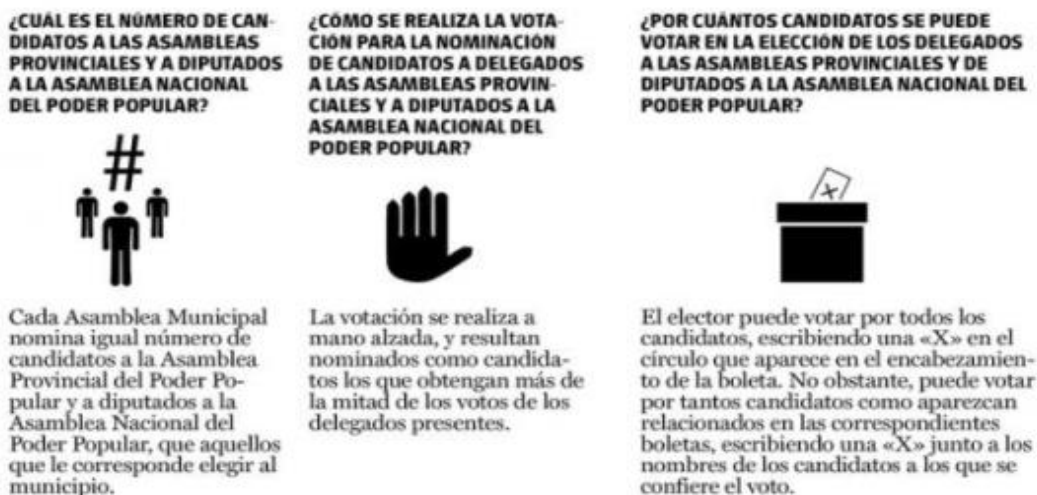 ¿CUÁL ES EL NÚMERO DE CAN-
DIDATOS A LAS ASAMBLEAS
PROVINCIALES Y A DIPUTADOS
A LA ASAMBLEA NACIONAL
DEL PODER POPULAR?
#
Cada Asamblea Municipal
nomina igual número de
candidatos a la Asamblea
Provincial del Poder Po-
pular y a diputados a la
Asamblea Nacional del
Poder Popular, que aquellos
que le corresponde elegir al
municipio.
¿CÓMO SE REALIZA LA VOTA-
CIÓN PARA LA NOMINACIÓN
DE CANDIDATOS A DELEGADOS
A LAS ASAMBLEAS PROVIN-
CIALES Y A DIPUTADOS A LA
ASAMBLEA NACIONAL DEL
PODER POPULAR?
La votación se realiza a
mano alzada, y resultan
nominados como candida-
tos los que obtengan más de
la mitad de los votos de los
delegados presentes.
¿POR CUÁNTOS CANDIDATOS SE PUEDE
VOTAR EN LA ELECCIÓN DE LOS DELEGADOS
A LAS ASAMBLEAS PROVINCIALES Y DE
DIPUTADOS A LA ASAMBLEA NACIONAL DEL
PODER POPULAR?
X
El elector puede votar por todos los
candidatos, escribiendo una «X» en el
círculo que aparece en el encabezamien-
to de la boleta. No obstante, puede votar
por tantos candidatos como aparezcan
relacionados en las correspondientes
boletas, escribiendo una «X» junto a los
nombres de los candidatos a los que se
confiere el voto.